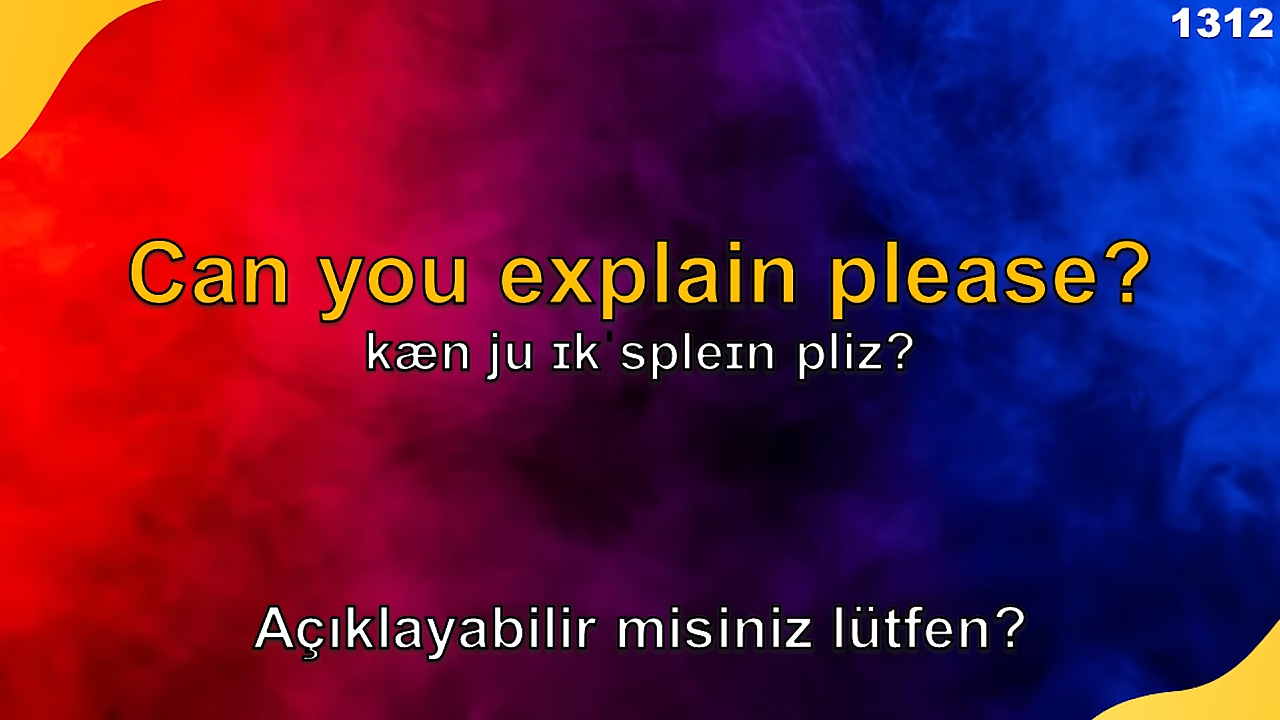 1312
Can you explain please?
kæn ju ɪkˈspleɪn pliz?
Açıklayabilir misiniz lütfen?